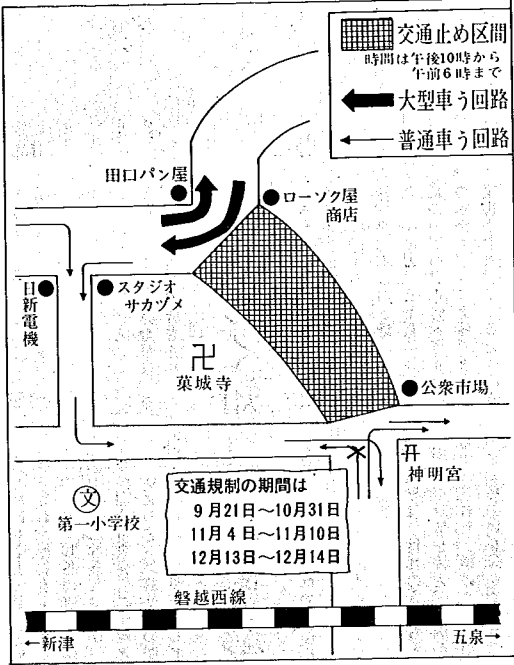 交通止め区間
時間は午後10時から
午前6時まで
大型車う回路
普通車う回路
田口パン屋
ローソク屋
商店
日新電機
スタジオ
サカヅメ
卍
菓城寺
公衆市場
神明宮
文
第一小学校
交通規制の期間は
9月21日～10月31日
11月4日～11月10日
12月13日～12月14日
磐越西線
←新津
五泉→